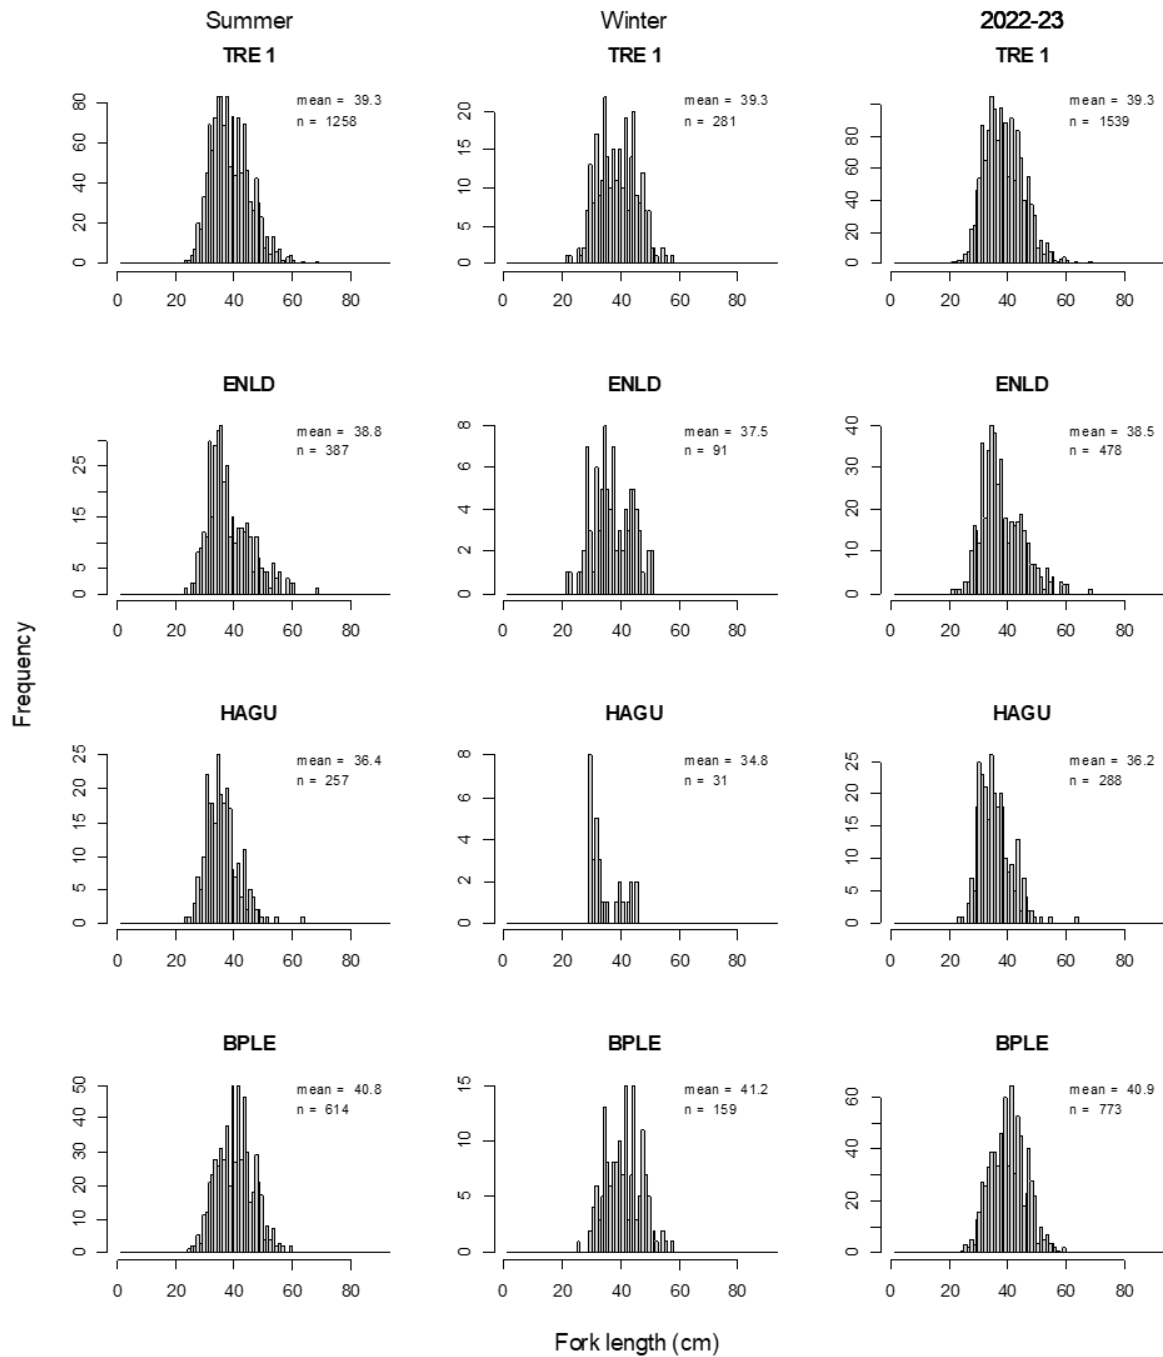 Summer Winter 2022-23
TRE 1 TRE 1 TRE 1
mean = 39.3 mean = 39.3 mean = 39.3
n = 1258 n = 281 n = 1539
0 20 40 60 80
0 5 10 15 20
0 20 40 60 80
0 20 40 60 80 0 20 40 60 80 0 20 40 60 80
ENLD ENLD ENLD
mean = 38.8 mean = 37.5 mean = 38.5
n = 387 n = 91 n = 478
0 5 15 25
0 2 4 6 8
0 10 20 30 40
0 20 40 60 80 0 20 40 60 80 0 20 40 60 80
Frequency
HAGU HAGU HAGU
mean = 36.4 mean = 34.8 mean = 36.2
n = 257 n = 31 n = 288
0 5 10 15 20 25
0 2 4 6 8
0 5 10 15 20 25
0 20 40 60 80 0 20 40 60 80 0 20 40 60 80
BPLE BPLE BPLE
mean = 40.8 mean = 41.2 mean = 40.9
n = 614 n = 159 n = 773
0 10 20 30 40 50
0 5 10 15
0 20 40 60
0 20 40 60 80 0 20 40 60 80 0 20 40 60 80
Fork length (cm)